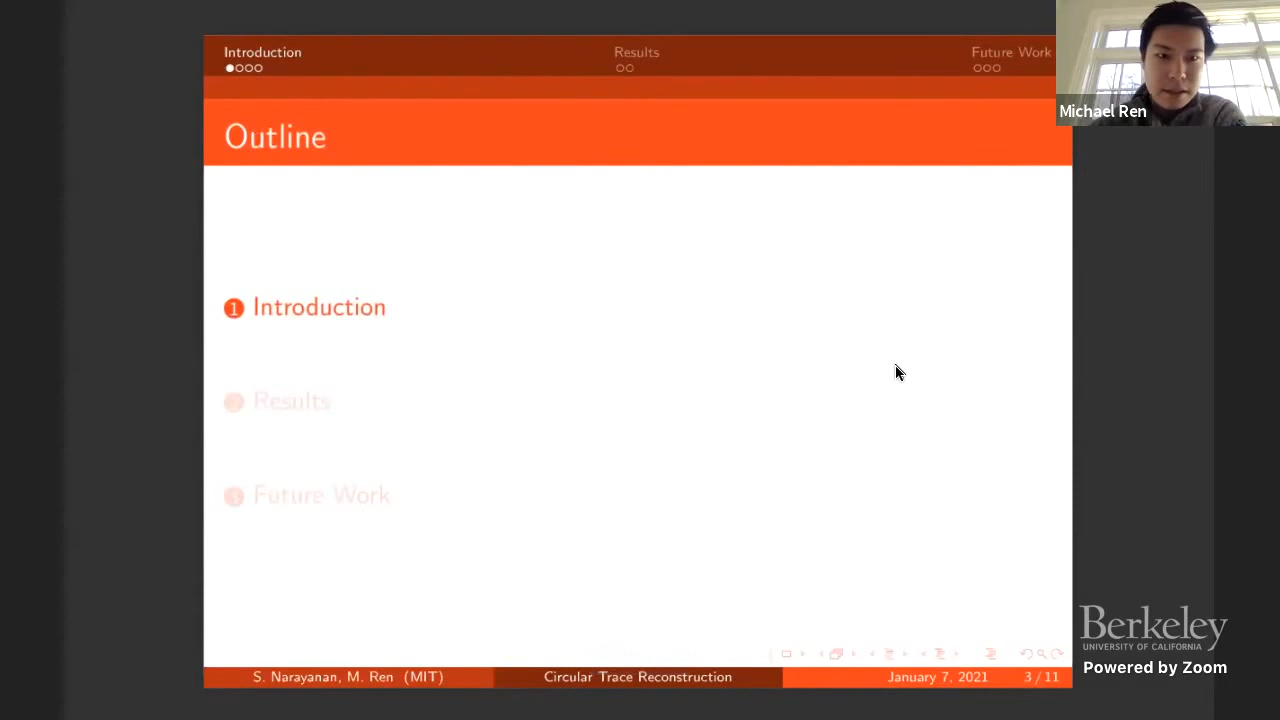 Introduction
Results
Future Work
Michael Ren
Outline
1 Introduction
2 Results
3 Future Work
Berkeley
UNIVERSITY OF CALIFORNIA
Powered by Zoom
S. Narayanan, M. Ren (MIT)
Circular Trace Reconstruction
January 7, 2021
3 / 11